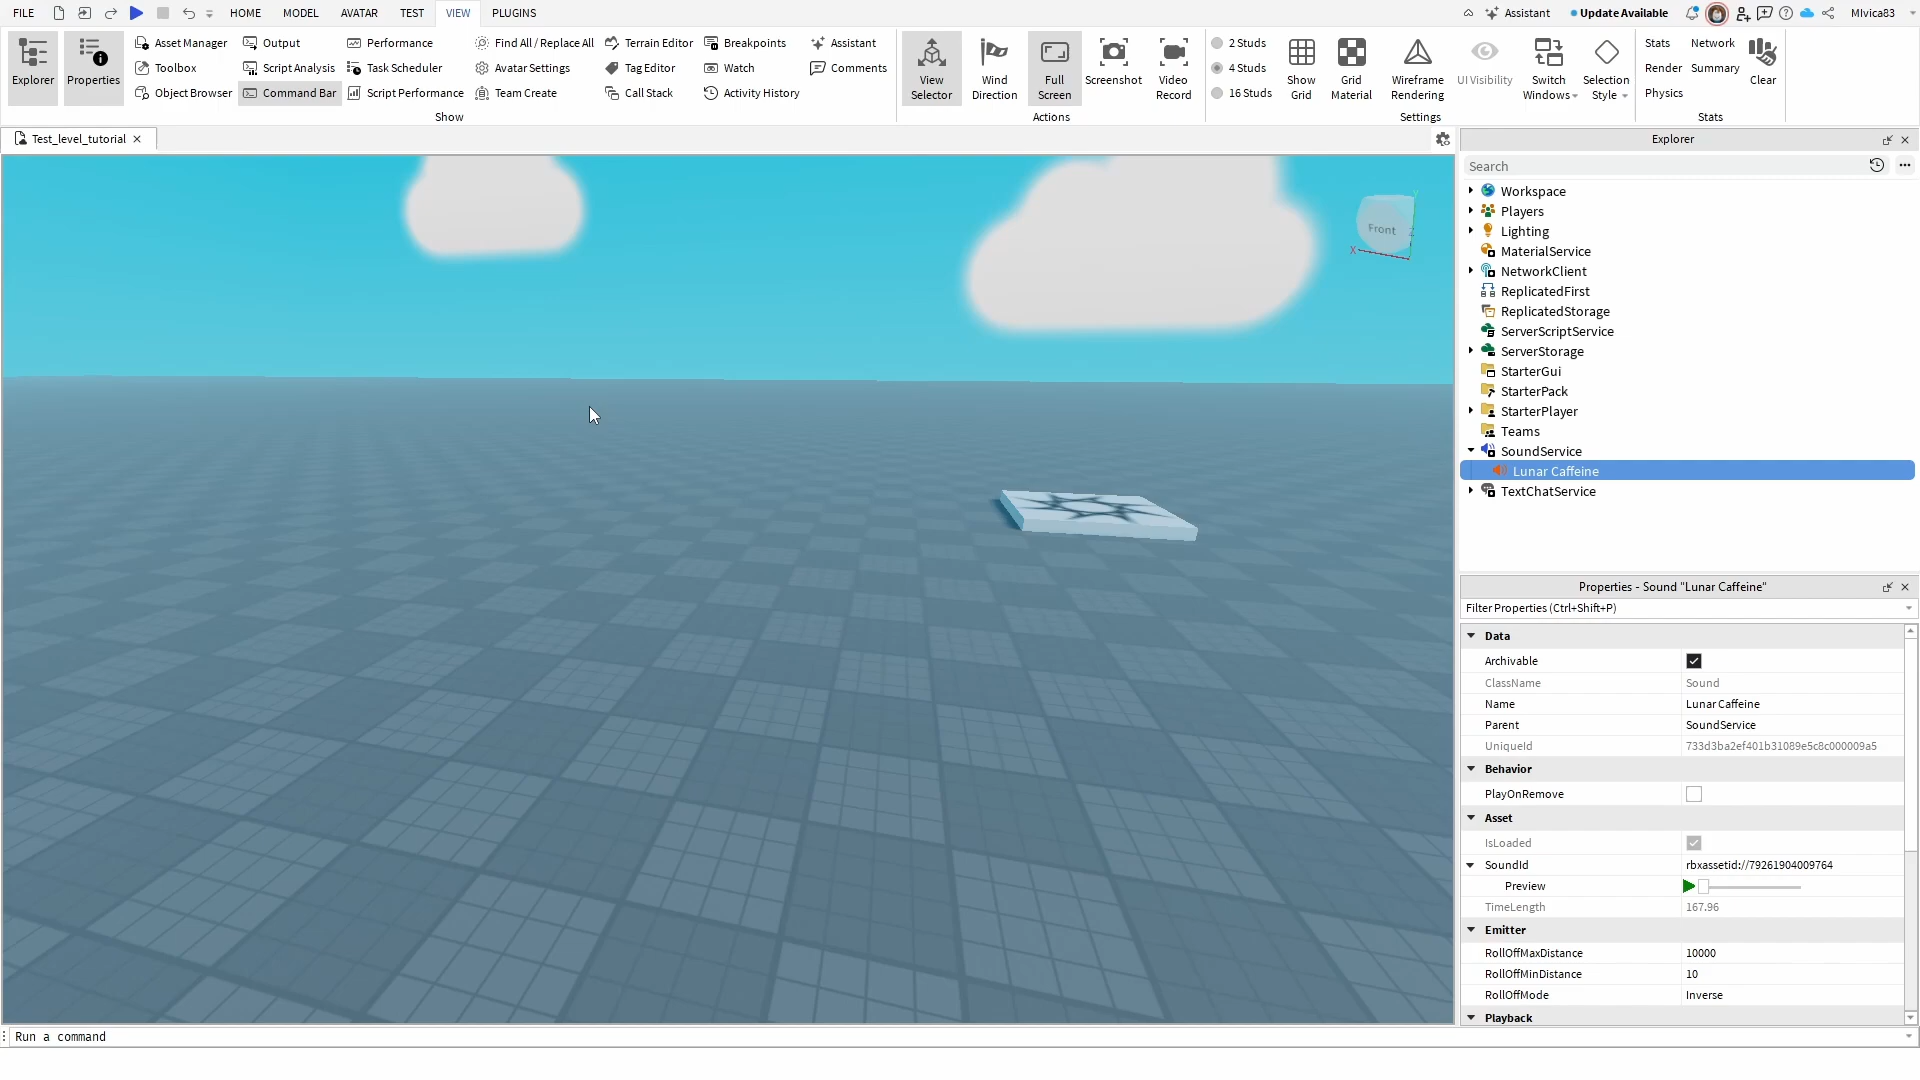 FILE HOME MODEL AVATAR TEST VIEW PLUGINS Assistant Update Available MIvica83
Explorer
Properties
Asset Manager
Toolbox
Object Browser
Output
Script Analysis
Command Bar
Performance
Task Scheduler
Script Performance
Find All / Replace All
Avatar Settings
Team Create
Terrain Editor
Tag Editor
Call Stack
Breakpoints
Watch
Activity History
Assistant
Comments
Show
View
Selector
Wind
Direction
Full
Screen
Screenshot
Video
Record
Actions
2 Studs
4 Studs
16 Studs
Show
Grid
Grid
Material
Wireframe
Rendering
UI Visibility
Switch
Windows
Selection
Style
Settings
Stats
Render
Physics
Network
Summary
Clear
Stats
Test_level_tutorial
Front
X
Y
Z
Explorer
Search
Workspace
Players
Lighting
MaterialService
NetworkClient
ReplicatedFirst
ReplicatedStorage
ServerScriptService
ServerStorage
StarterGui
StarterPack
StarterPlayer
Teams
SoundService
Lunar Caffeine
TextChatService
Properties - Sound "Lunar Caffeine"
Filter Properties (Ctrl+Shift+P)
Data
Archivable
ClassName Sound
Name Lunar Caffeine
Parent SoundService
UniqueId 733d3ba2ef401b31089e5c8c000009a5
Behavior
PlayOnRemove
Asset
IsLoaded
SoundId rbxassetid://79261904009764
Preview
TimeLength 167.96
Emitter
RollOffMaxDistance 10000
RollOffMinDistance 10
RollOffMode Inverse
Playback
Run a command